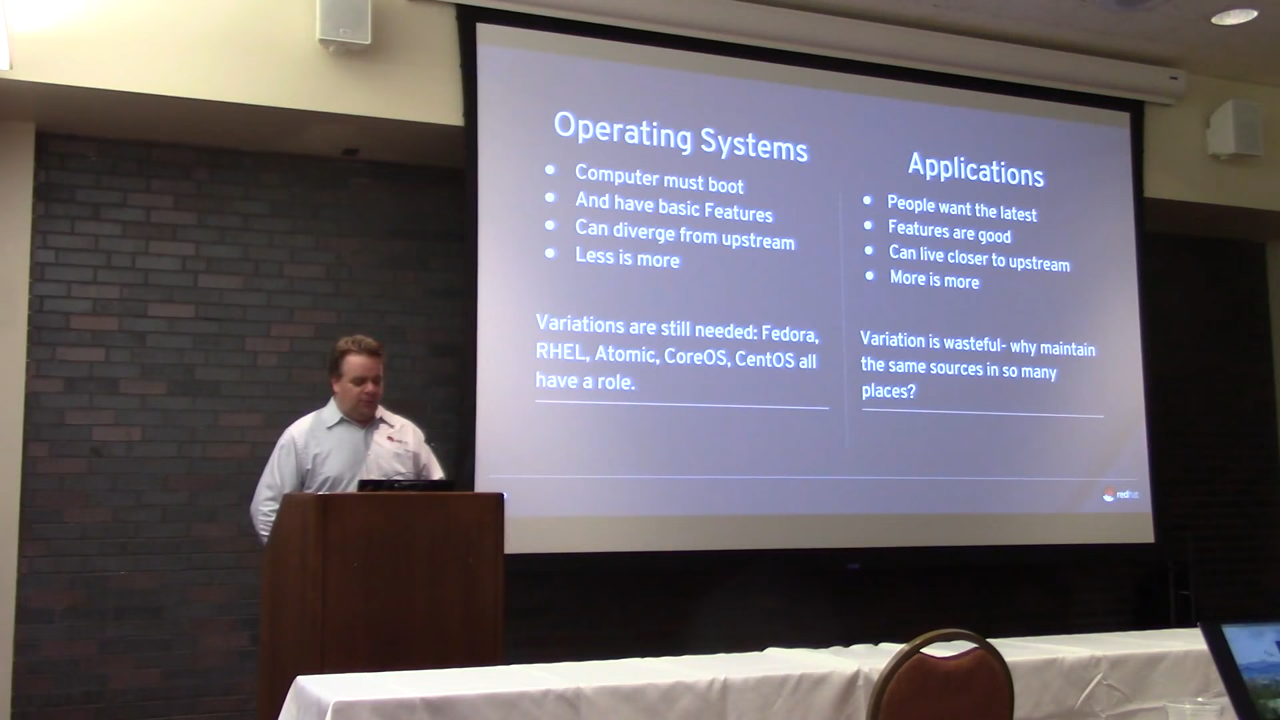 Operating Systems
● Computer must boot
● And have basic Features
● Can diverge from upstream
● Less is more
Variations are still needed: Fedora,
RHEL, Atomic, CoreOS, CentOS all
have a role.
Applications
● People want the latest
● Features are good
● Can live closer to upstream
● More is more
Variation is wasteful- why maintain
the same sources in so many
places?
redhat